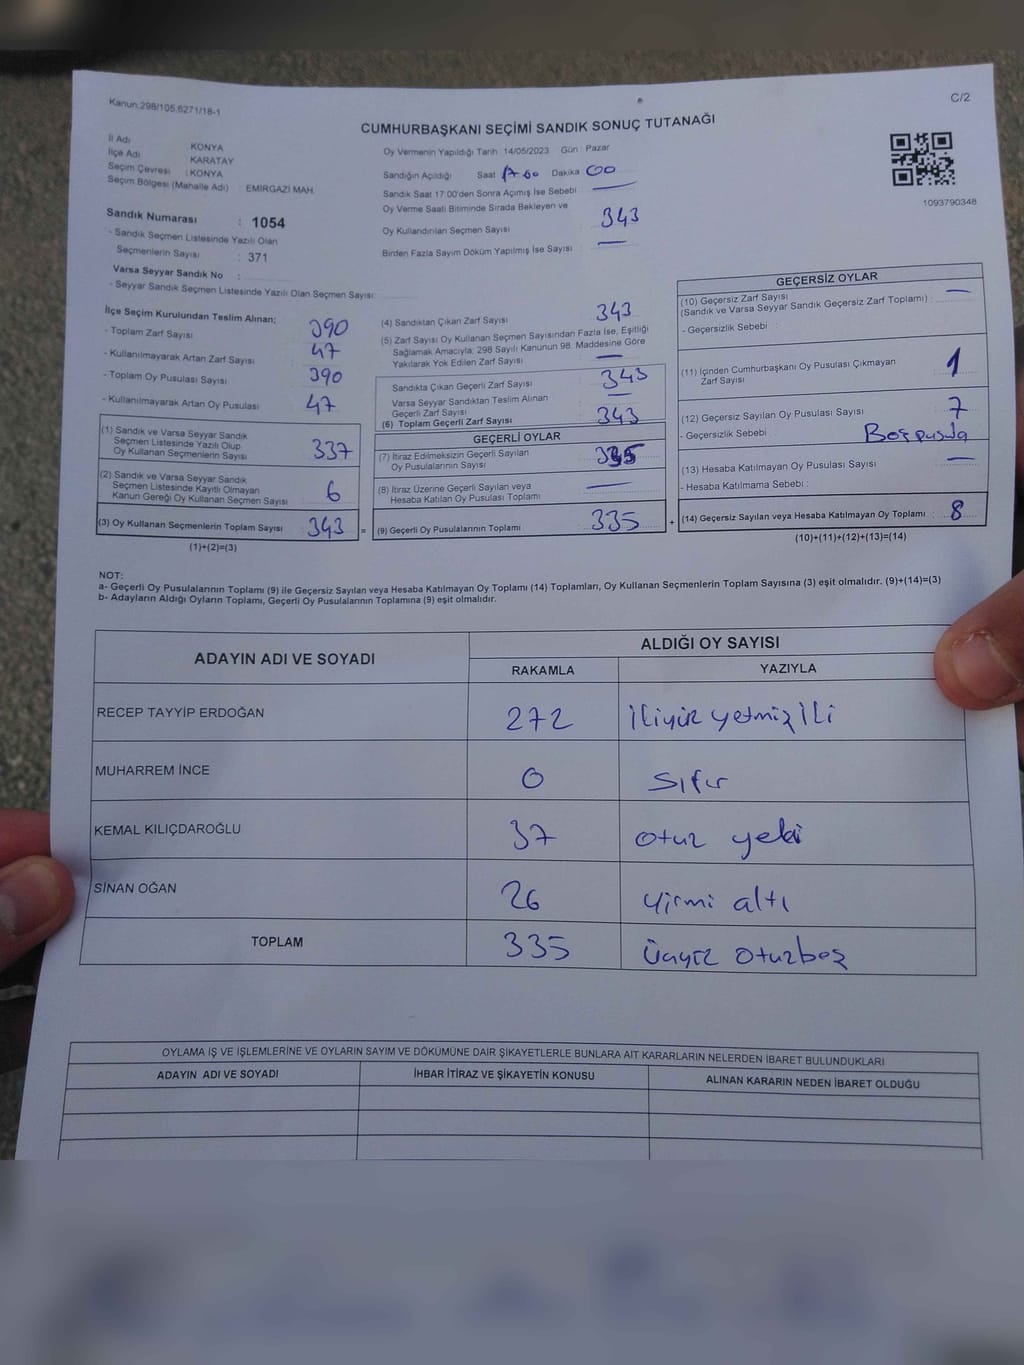 Kanun:298/105.6271/18-1
C/2
CUMHURBAŞKANI SEÇİMİ SANDIK SONUÇ TUTANAĞI
İl Adı : KONYA
İlçe Adı : KARATAY
Seçim Çevresi : KONYA
Seçim Bölgesi (Mahalle Adı) : EMİRGAZİ MAH.
Sandık Numarası : 1054
- Sandık Seçmen Listesinde Yazılı Olan
Seçmenlerin Sayısı : 371
Varsa Seyyar Sandık No :
- Seyyar Sandık Seçmen Listesinde Yazılı Olan Seçmen Sayısı:
Oy Vermenin Yapıldığı Tarih : 14/05/2023 Gün : Pazar
Sandığın Açıldığı Saat Dakika 00
Sandık Saat 17:00'den Sonra Açımış İse Sebebi —
Oy Verme Saati Bitiminde Sırada Bekleyen ve
Oy Kullandırılan Seçmen Sayısı 343
Birden Fazla Sayım Döküm Yapılmış İse Sayısı : —
1093790348
İlçe Seçim Kurulundan Teslim Alınan;
- Toplam Zarf Sayısı 390
- Kullanılmayarak Artan Zarf Sayısı 47
- Toplam Oy Pusulası Sayısı 390
- Kullanılmayarak Artan Oy Pusulası 47
(1) Sandık ve Varsa Seyyar Sandık
Seçmen Listesinde Yazılı Olup
Oy Kullanan Seçmenlerin Sayısı 337
(2) Sandık ve Varsa Seyyar Sandık
Seçmen Listesinde Kayıtlı Olmayan
Kanun Gereği Oy Kullanan Seçmen Sayısı 6
(3) Oy Kullanan Seçmenlerin Toplam Sayısı 343 =
(1)+(2)=(3)
(4) Sandıktan Çıkan Zarf Sayısı 343
(5) Zarf Sayısı Oy Kullanan Seçmen Sayısından Fazla İse, Eşitliği
Sağlamak Amacıyla, 298 Sayılı Kanunun 98. Maddesine Göre
Yakılarak Yok Edilen Zarf Sayısı —
Sandıkta Çıkan Geçerli Zarf Sayısı : 343
Varsa Seyyar Sandıktan Teslim Alınan
Geçerli Zarf Sayısı —
(6) Toplam Geçerli Zarf Sayısı 343
GEÇERLİ OYLAR
(7) İtiraz Edilmeksizin Geçerli Sayılan
Oy Pusulalarının Sayısı 335
(8) İtiraz Üzerine Geçerli Sayılan veya
Hesaba Katılan Oy Pusulası Toplamı —
(9) Geçerli Oy Pusulalarının Toplamı : 335 +
GEÇERSİZ OYLAR
(10) Geçersiz Zarf Sayısı —
(Sandık ve Varsa Seyyar Sandık Geçersiz Zarf Toplamı) :
- Geçersizlik Sebebi :
(11) İçinden Cumhurbaşkanı Oy Pusulası Çıkmayan
Zarf Sayısı 1
(12) Geçersiz Sayılan Oy Pusulası Sayısı 7
- Geçersizlik Sebebi : Boş pusula
(13) Hesaba Katılmayan Oy Pusulası Sayısı —
- Hesaba Katılmama Sebebi :
(14) Geçersiz Sayılan veya Hesaba Katılmayan Oy Toplamı : 8
(10)+(11)+(12)+(13)=(14)
NOT:
a- Geçerli Oy Pusulalarının Toplamı (9) ile Geçersiz Sayılan veya Hesaba Katılmayan Oy Toplamı (14) Toplamları, Oy Kullanan Seçmenlerin Toplam Sayısına (3) eşit olmalıdır. (9)+(14)=(3)
b- Adayların Aldığı Oyların Toplamı, Geçerli Oy Pusulalarının Toplamına (9) eşit olmalıdır.
ADAYIN ADI VE SOYADI ALDIĞI OY SAYISI
RAKAMLA YAZIYLA
RECEP TAYYİP ERDOĞAN 272 ikiyüz yetmiş iki
MUHARREM İNCE 0 sıfır
KEMAL KILIÇDAROĞLU 37 otuz yedi
SİNAN OĞAN 26 yirmi altı
TOPLAM 335 üçyüz otuzbeş
OYLAMA İŞ VE İŞLEMLERİNE VE OYLARIN SAYIM VE DÖKÜMÜNE DAİR ŞİKAYETLERLE BUNLARA AİT KARARLARIN NELERDEN İBARET BULUNDUKLARI
ADAYIN ADI VE SOYADI İHBAR İTİRAZ VE ŞİKAYETİN KONUSU ALINAN KARARIN NEDEN İBARET OLDUĞU